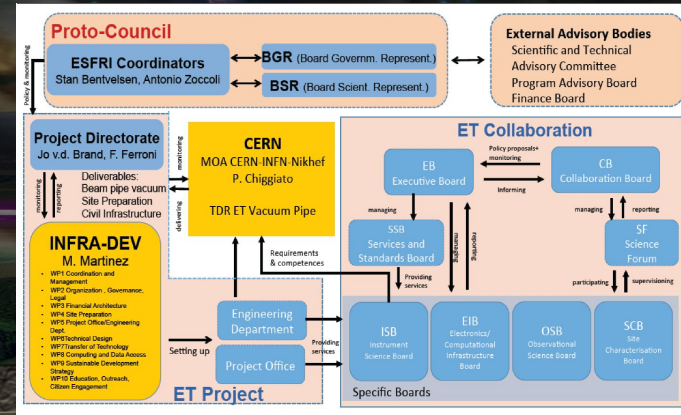 Proto-Council
ESFRI Coordinators
Stan Bentvelsen, Antonio Zoccoli
BGR (Board Governm. Represent.)
BSR (Board Scient. Represent.)
External Advisory Bodies
Scientific and Technical
Advisory Committee
Program Advisory Board
Finance Board
Policy & monitoring
Project Directorate
Jo v.d. Brand, F. Ferroni
Deliverables:
Beam pipe vacuum
Site Preparation
Civil Infrastructure
monitoring
reporting
monitoring
delivering
CERN
MOA CERN-INFN-Nikhef
P. Chiggiato
TDR ET Vacuum Pipe
INFRA-DEV
M. Martinez
• WP1 Coordination and
Management
• WP2 Organization , Governance,
Legal
• WP3 Financial Architecture
• WP4 Site Preparation
• WP5 Project Office/Engineering
Dept.
• WP6Technical Design
• WP7Transfer of Technology
• WP8 Computing and Data Access
• WP9 Sustainable Development
Strategy
• WP10 Education, Outreach,
Citizen Engagement
Setting up
Engineering
Department
Project Office
Providing
services
Requirements
& competences
ET Project
ET Collaboration
EB
Executive Board
Policy proposals+
monitoring
Informing
CB
Collaboration Board
managing
SSB
Services and
Standards Board
Providing
services
managing
reporting
managing
reporting
SF
Science
Forum
participating
supervisioning
ISB
Instrument
Science Board
EIB
Electronics/
Computational
Infrastructure
Board
OSB
Observational
Science Board
SCB
Site
Characterisation
Board
Specific Boards